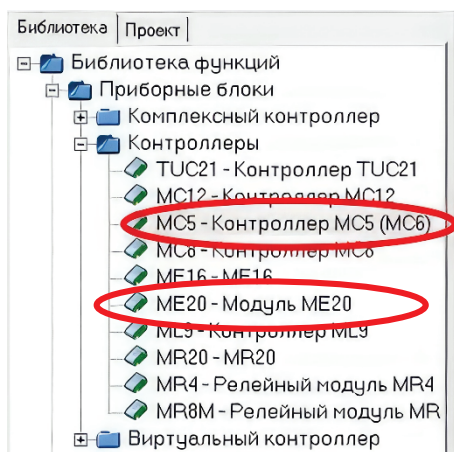 Библиотека Проект
Библиотека функций
Приборные блоки
Комплексный контроллер
Контроллеры
TUC21 - Контроллер TUC21
MC12 - Контроллер MC12
MC5 - Контроллер MC5 (MC6)
MC8 - Контроллер MC8
ME16 - ME16
ME20 - Модуль ME20
ML9 - Контроллер ML9
MR20 - MR20
MR4 - Релейный модуль MR4
MR8M - Релейный модуль MR
Виртуальный контроллер